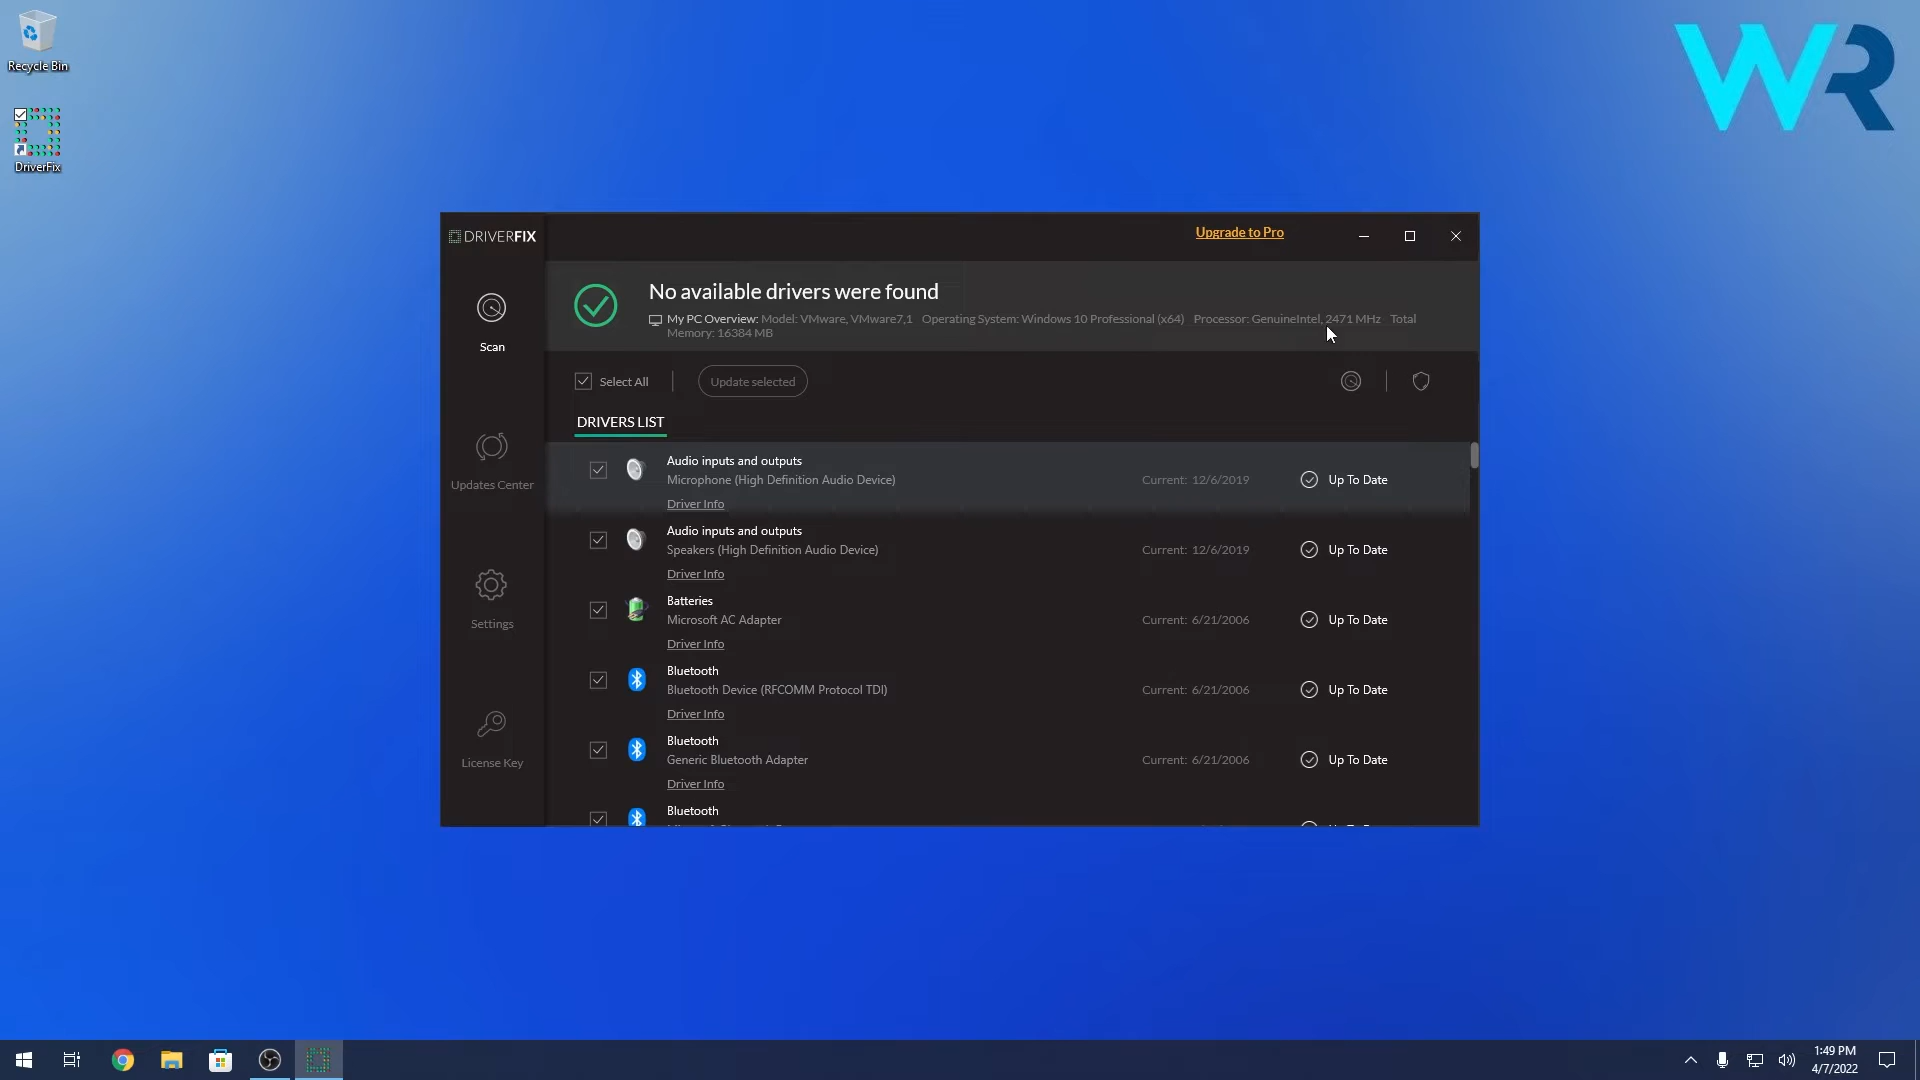 Recycle Bin
DriverFix
WR
DRIVERFIX
Upgrade to Pro
No available drivers were found
My PC Overview: Model: VMware, VMware7,1 Operating System: Windows 10 Professional (x64) Processor: GenuineIntel, 2471 MHz Total
Memory: 16384 MB
Scan
Updates Center
Settings
License Key
Select All
Update selected
DRIVERS LIST
Audio inputs and outputs
Microphone (High Definition Audio Device)
Current: 12/6/2019
Up To Date
Driver Info
Audio inputs and outputs
Speakers (High Definition Audio Device)
Current: 12/6/2019
Up To Date
Driver Info
Batteries
Microsoft AC Adapter
Current: 6/21/2006
Up To Date
Driver Info
Bluetooth
Bluetooth Device (RFCOMM Protocol TDI)
Current: 6/21/2006
Up To Date
Driver Info
Bluetooth
Generic Bluetooth Adapter
Current: 6/21/2006
Up To Date
Driver Info
Bluetooth
1:49 PM
4/7/2022